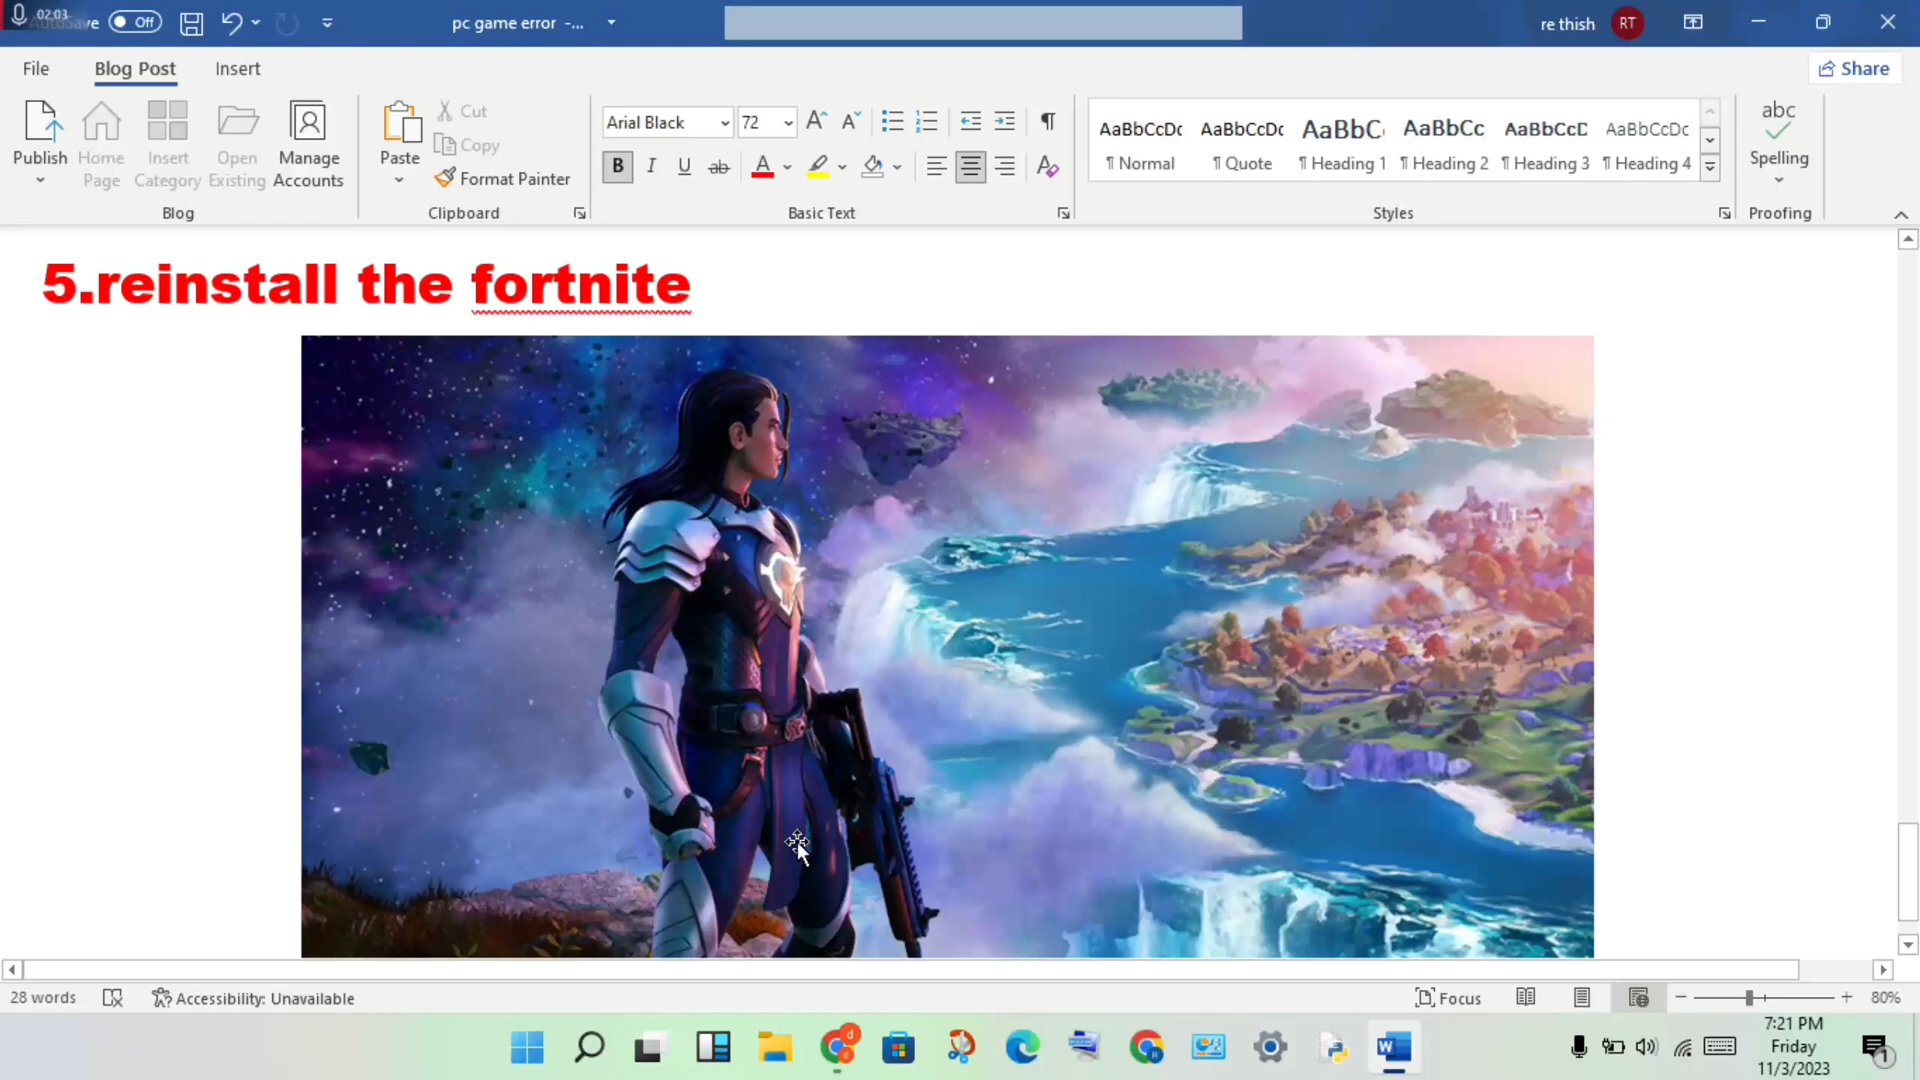 02:03
AutoSave Off
pc game error -...
re thish RT
File Blog Post Insert
Share
Publish Home Page Insert Category Open Existing Manage Accounts
Blog
Paste Cut
Copy
Format Painter
Clipboard
Arial Black 72
B I U ab A
Basic Text
AaBbCcDc AaBbCcDc AaBbC AaBbCc AaBbCcD AaBbCcDc
¶ Normal ¶ Quote ¶ Heading 1 ¶ Heading 2 ¶ Heading 3 ¶ Heading 4
Styles
abc
Spelling
Proofing
5.reinstall the fortnite
28 words
Accessibility: Unavailable
Focus
80%
7:21 PM
Friday
11/3/2023
1